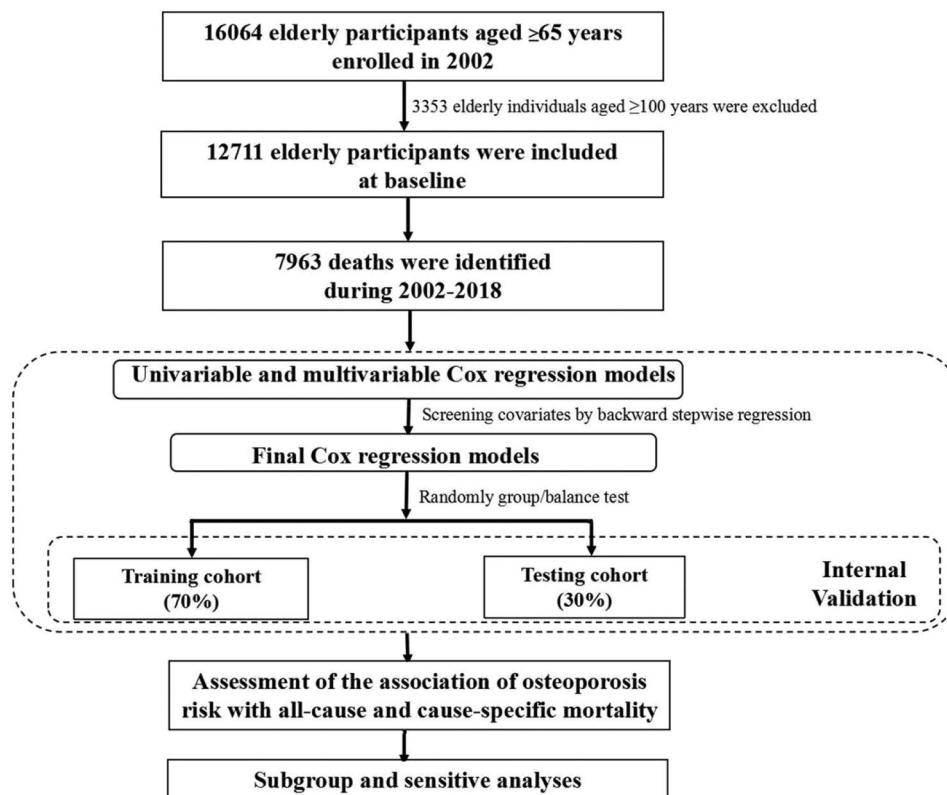 16064 elderly participants aged ≥65 years
enrolled in 2002
3353 elderly individuals aged ≥100 years were excluded
12711 elderly participants were included
at baseline
7963 deaths were identified
during 2002-2018
Univariable and multivariable Cox regression models
Screening covariates by backward stepwise regression
Final Cox regression models
Randomly group/balance test
Training cohort
(70%)
Testing cohort
(30%)
Internal
Validation
Assessment of the association of osteoporosis
risk with all-cause and cause-specific mortality
Subgroup and sensitive analyses